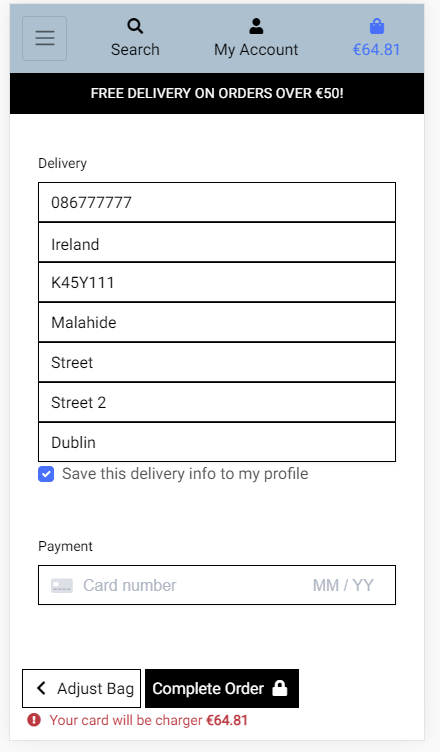 Search
My Account
€64.81
FREE DELIVERY ON ORDERS OVER €50!
Delivery
086777777
Ireland
K45Y111
Malahide
Street
Street 2
Dublin
Save this delivery info to my profile
Payment
Card number MM / YY
Adjust Bag Complete Order
Your card will be charger €64.81